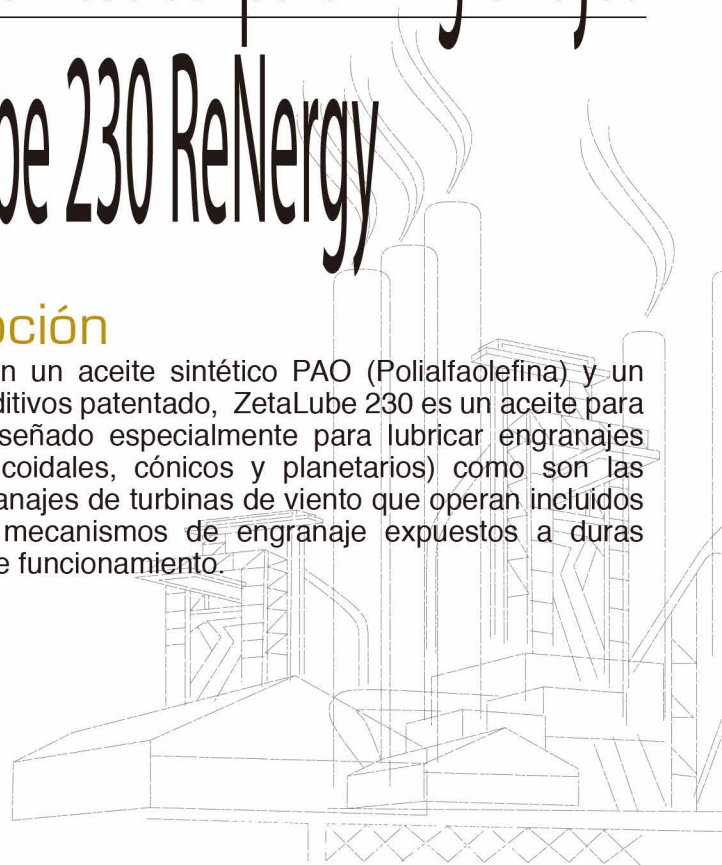 be 230 ReNergy
pción
n un aceite sintético PAO (Polialfaolefina) y un
ditivos patentado, ZetaLube 230 es un aceite para
señado especialmente para lubricar engranajes
coidales, cónicos y planetarios) como son las
anajes de turbinas de viento que operan incluidos
mecanismos de engranaje expuestos a duras
e funcionamiento.